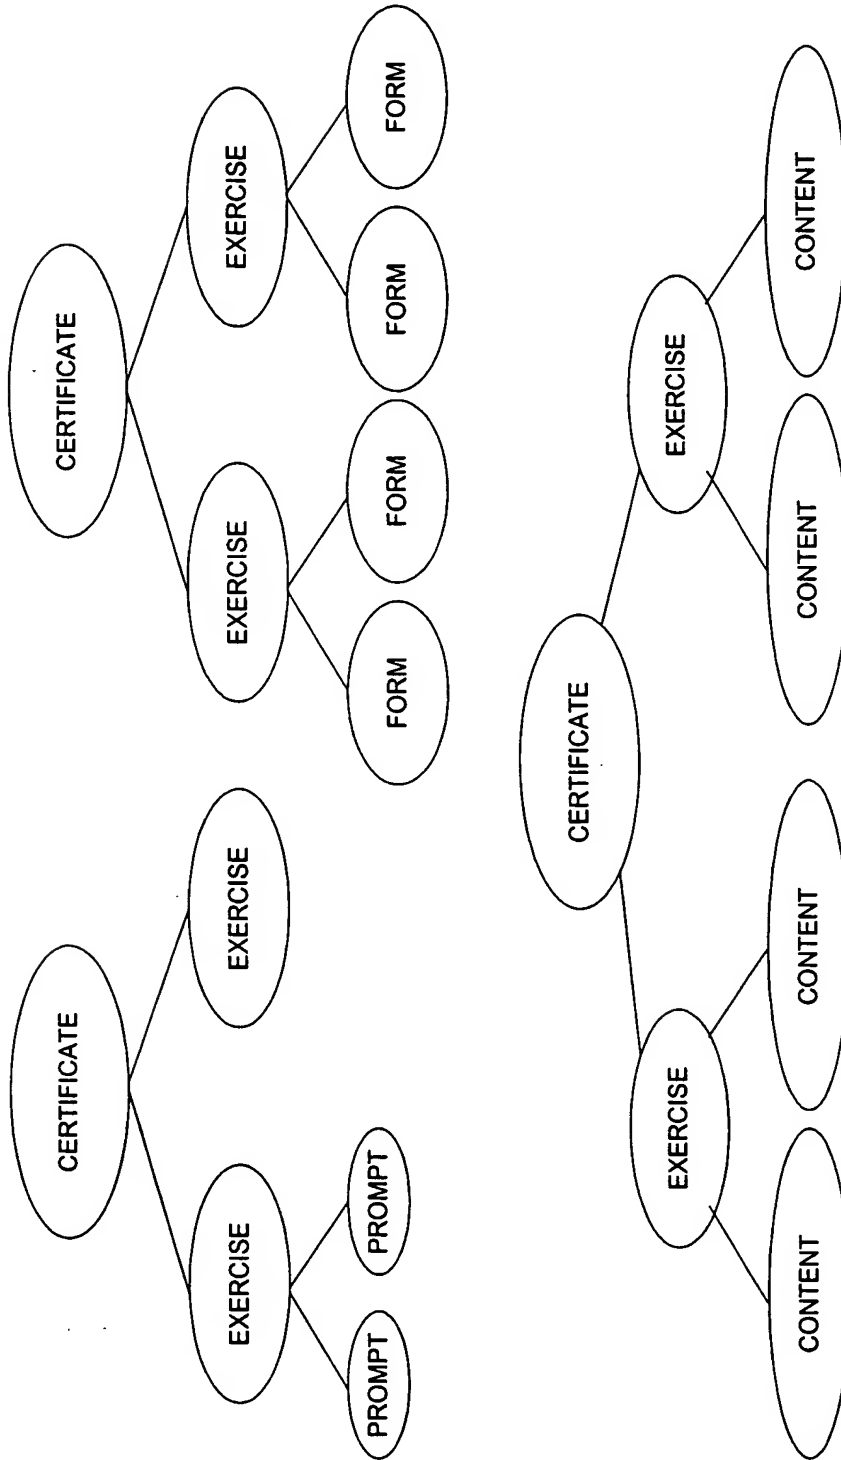 CERTIFICATE
EXERCISE
EXERCISE
PROMPT
PROMPT
CERTIFICATE
EXERCISE
EXERCISE
FORM
FORM
FORM
FORM
CERTIFICATE
EXERCISE
EXERCISE
CONTENT
CONTENT
CONTENT
CONTENT